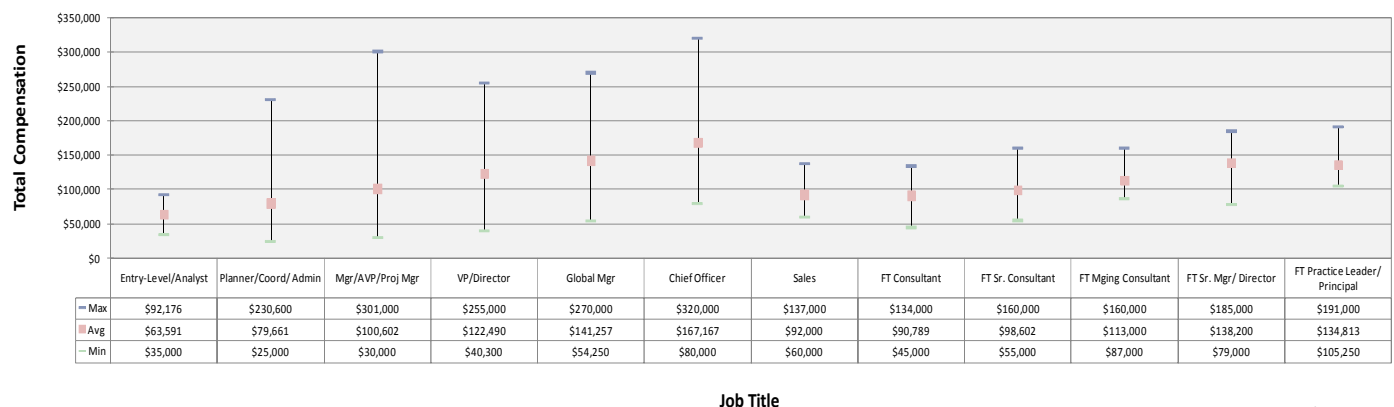 $350,000
$300,000
$250,000
$200,000
$150,000
$100,000
$50,000
$0
Total Compensation
Entry-Level/Analyst Planner/Coord/ Admin Mgr/AVP/Proj Mgr VP/Director Global Mgr Chief Officer Sales FT Consultant FT Sr. Consultant FT Mging Consultant FT Sr. Mgr/ Director FT Practice Leader/ Principal
Max $92,176 $230,600 $301,000 $255,000 $270,000 $320,000 $137,000 $134,000 $160,000 $160,000 $185,000 $191,000
Avg $63,591 $79,661 $100,602 $122,490 $141,257 $167,167 $92,000 $90,789 $98,602 $113,000 $138,200 $134,813
Min $35,000 $25,000 $30,000 $40,300 $54,250 $80,000 $60,000 $45,000 $55,000 $87,000 $79,000 $105,250
Job Title